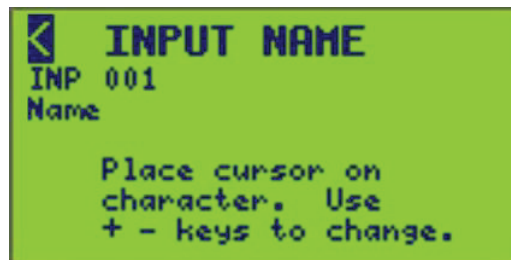 < INPUT NAME
INP 001
Name
Place cursor on
character. Use
+ - keys to change.